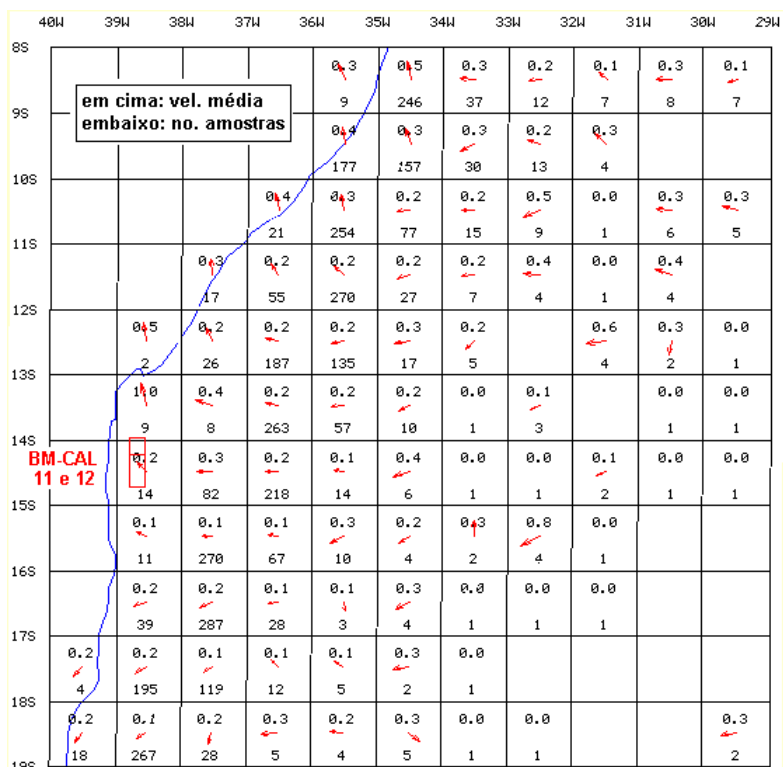 40W 39W 38W 37W 36W 35W 34W 33W 32W 31W 30W 29W
8S
0.3 0.5 0.3 0.2 0.1 0.3 0.1
em cima: vel. média
9 246 37 12 7 8 7
9S
embaixo: no. amostras
0.4 0.3 0.3 0.2 0.3
177 157 30 13 4
10S
0.4 0.3 0.2 0.2 0.5 0.0 0.3 0.3
21 254 77 15 9 1 6 5
11S
0.3 0.2 0.2 0.2 0.2 0.4 0.0 0.4
17 55 270 27 7 4 1 4
12S
0.5 0.2 0.2 0.2 0.3 0.2 0.6 0.3 0.0
2 26 187 135 17 5 4 2 1
13S
1.0 0.4 0.2 0.2 0.2 0.0 0.1 0.0 0.0
9 8 263 57 10 1 3 1 1
14S
BM-CAL
11 e 12
0.2 0.3 0.2 0.1 0.4 0.0 0.0 0.1 0.0 0.0
14 82 218 14 6 1 1 2 1 1
15S
0.1 0.1 0.1 0.3 0.2 0.3 0.8 0.0
11 270 67 10 4 2 4 1
16S
0.2 0.2 0.1 0.1 0.3 0.0 0.0 0.0
39 287 28 3 4 1 1 1
17S
0.2 0.2 0.1 0.1 0.1 0.3 0.0
4 195 119 12 5 2 1
18S
0.2 0.1 0.2 0.3 0.2 0.3 0.0 0.0 0.3
18 267 28 5 4 5 1 1 2
19S